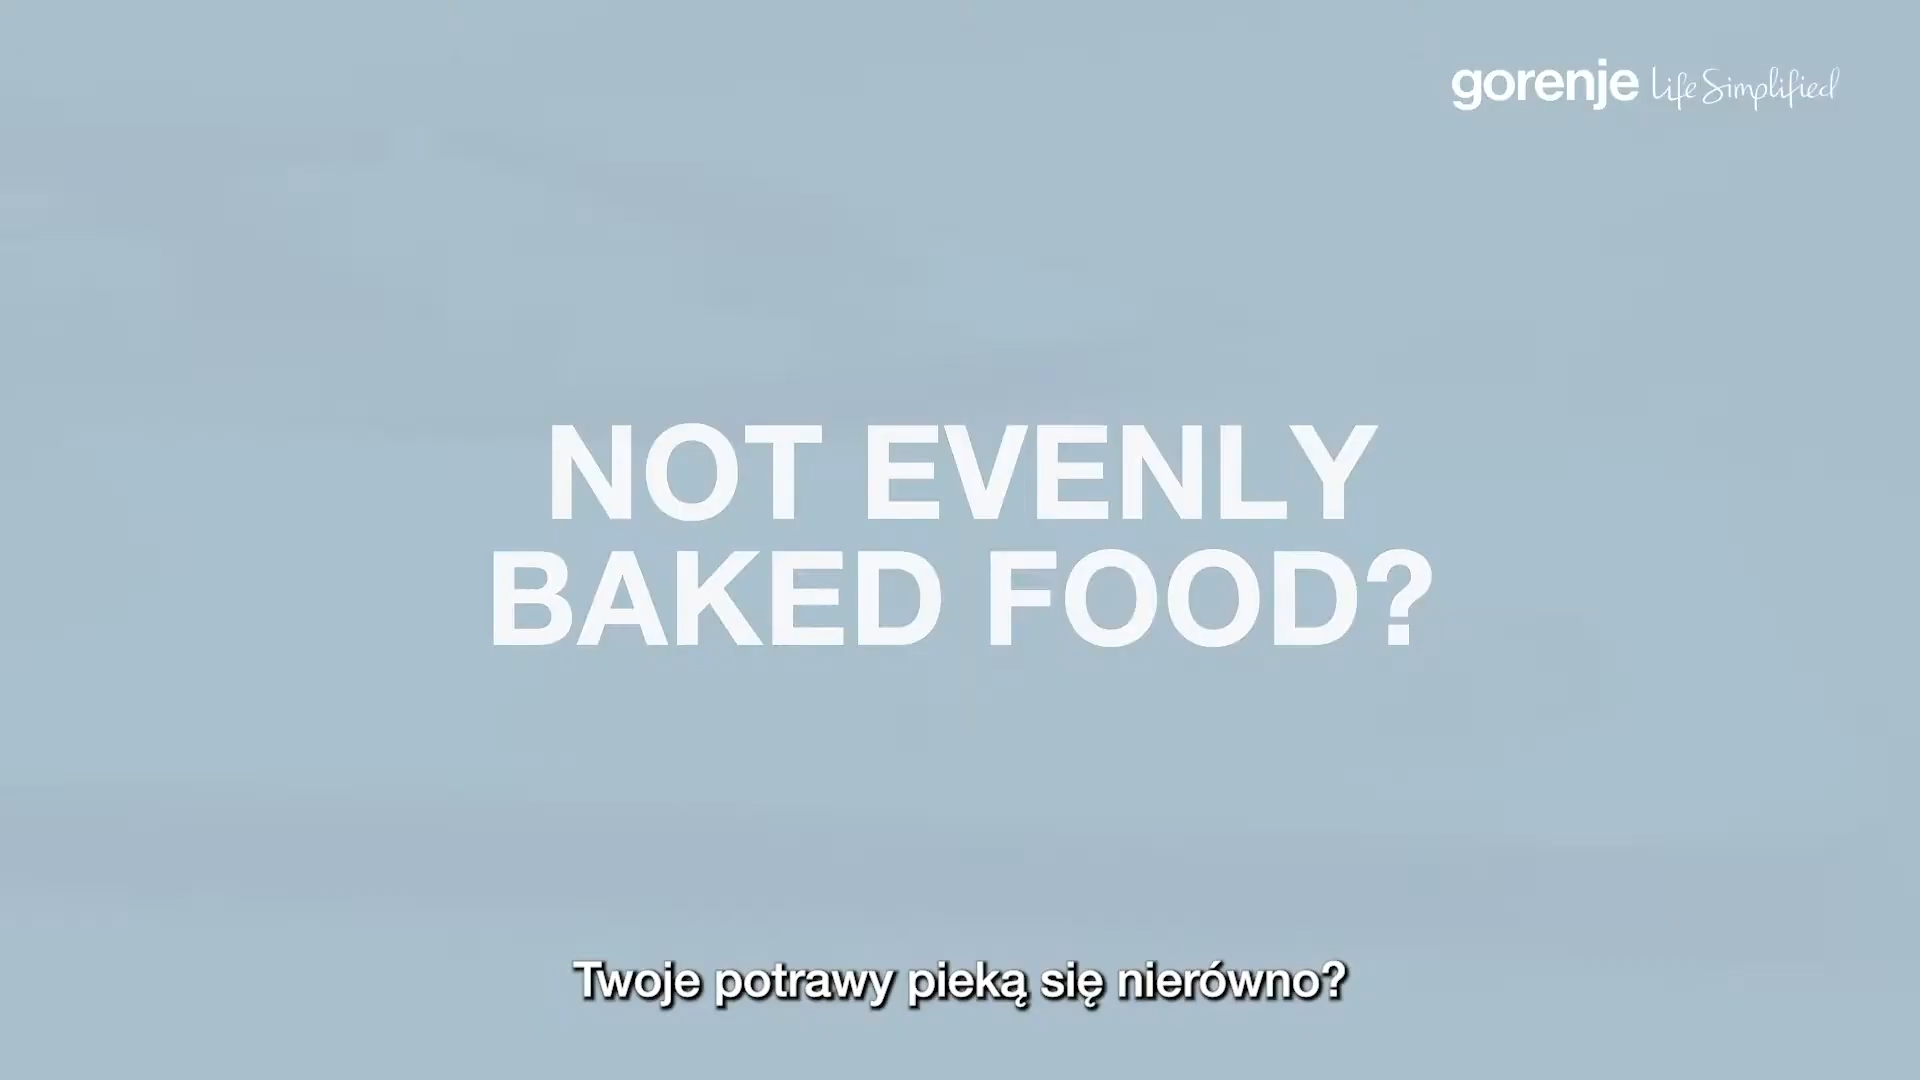 gorenje Life Simplified
NOT EVENLY
BAKED FOOD?
Twoje potrawy pieką się nierówno?